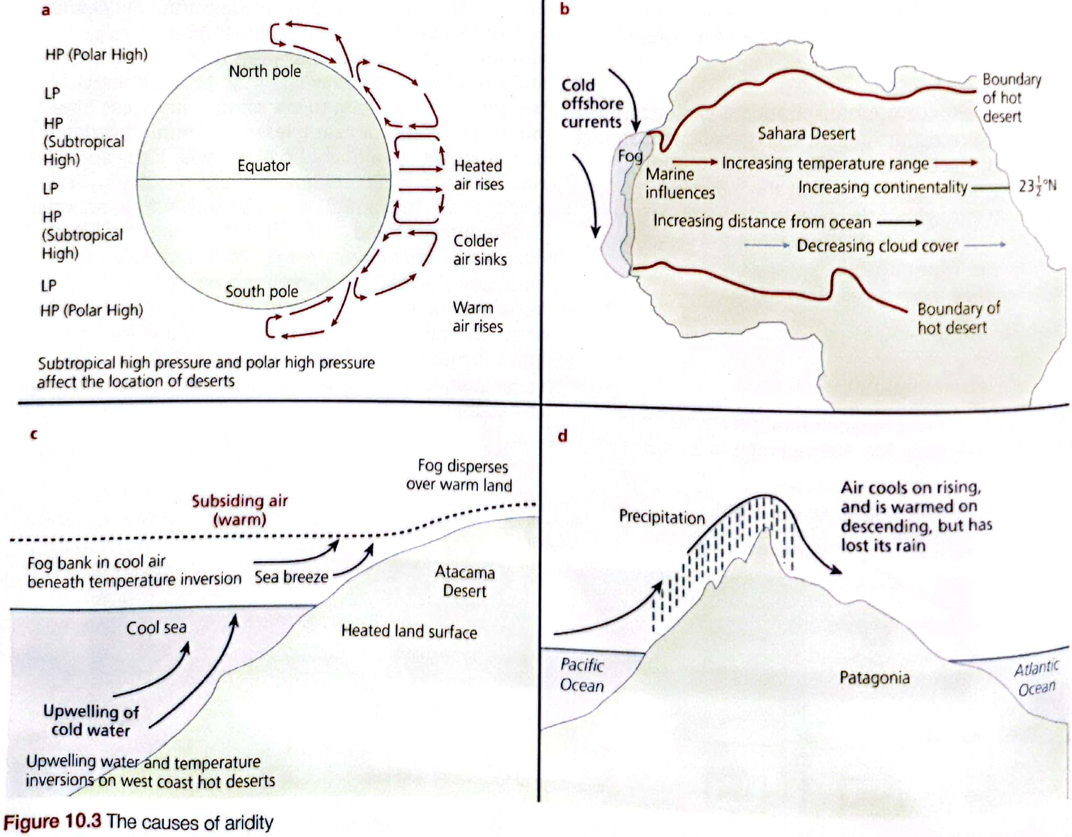 a
HP (Polar High)
LP
HP
(Subtropical
High)
LP
HP
(Subtropical
High)
LP
HP (Polar High)
North pole
Equator
South pole
Heated
air rises
Colder
air sinks
Warm
air rises
Subtropical high pressure and polar high pressure
affect the location of deserts
b
Cold
offshore
currents
Fog
Boundary
of hot
desert
Sahara Desert
Increasing temperature range
Marine
influences
Increasing continentality
23½°N
Increasing distance from ocean
Decreasing cloud cover
Boundary of
hot desert
c
Fog disperses
over warm land
Subsiding air
(warm)
Fog bank in cool air
beneath temperature inversion
Sea breeze
Atacama
Desert
Cool sea
Heated land surface
Upwelling of
cold water
Upwelling water and temperature
inversions on west coast hot deserts
d
Precipitation
Air cools on rising,
and is warmed on
descending, but has
lost its rain
Pacific
Ocean
Patagonia
Atlantic
Ocean
Figure 10.3 The causes of aridity